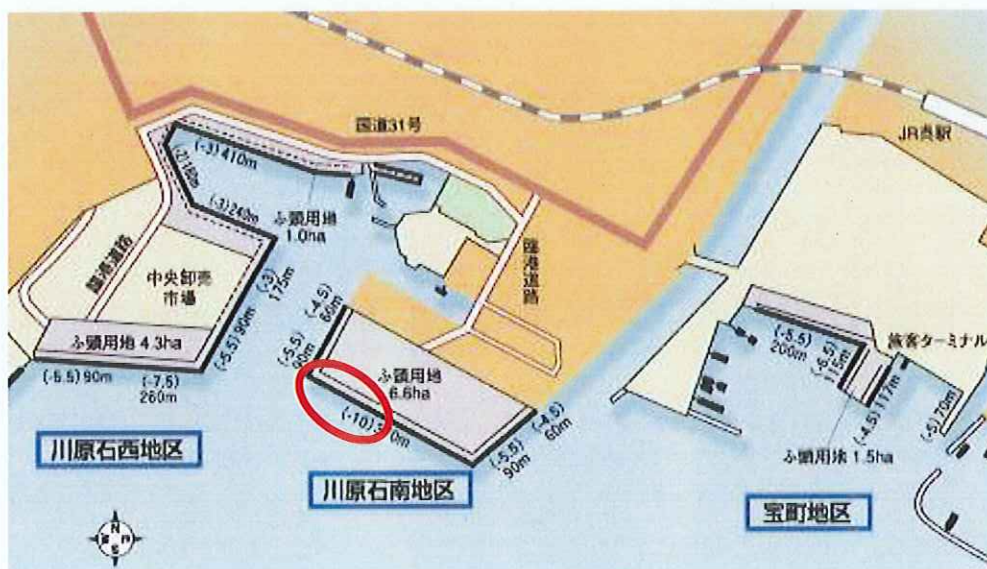 国道31号
JR呉駅
(-3)410m
(-2)180m
(-3)240m
ふ頭用地
1.0ha
臨港道路
臨港道路
中央卸売
市場
(-3)
175m
(-5.5)90m
ふ頭用地 4.3ha
(-5.5)90m
(-7.5)
260m
川原石西地区
(-4.5)
60m
(-5.5)
90m
ふ頭用地
6.6ha
(-10)
(-4.5)
60m
(-5.5)
90m
川原石南地区
(-5.5)
200m
旅客ターミナル
(-4.5)117m
(-5)70m
ふ頭用地 1.5ha
宝町地区
N
S